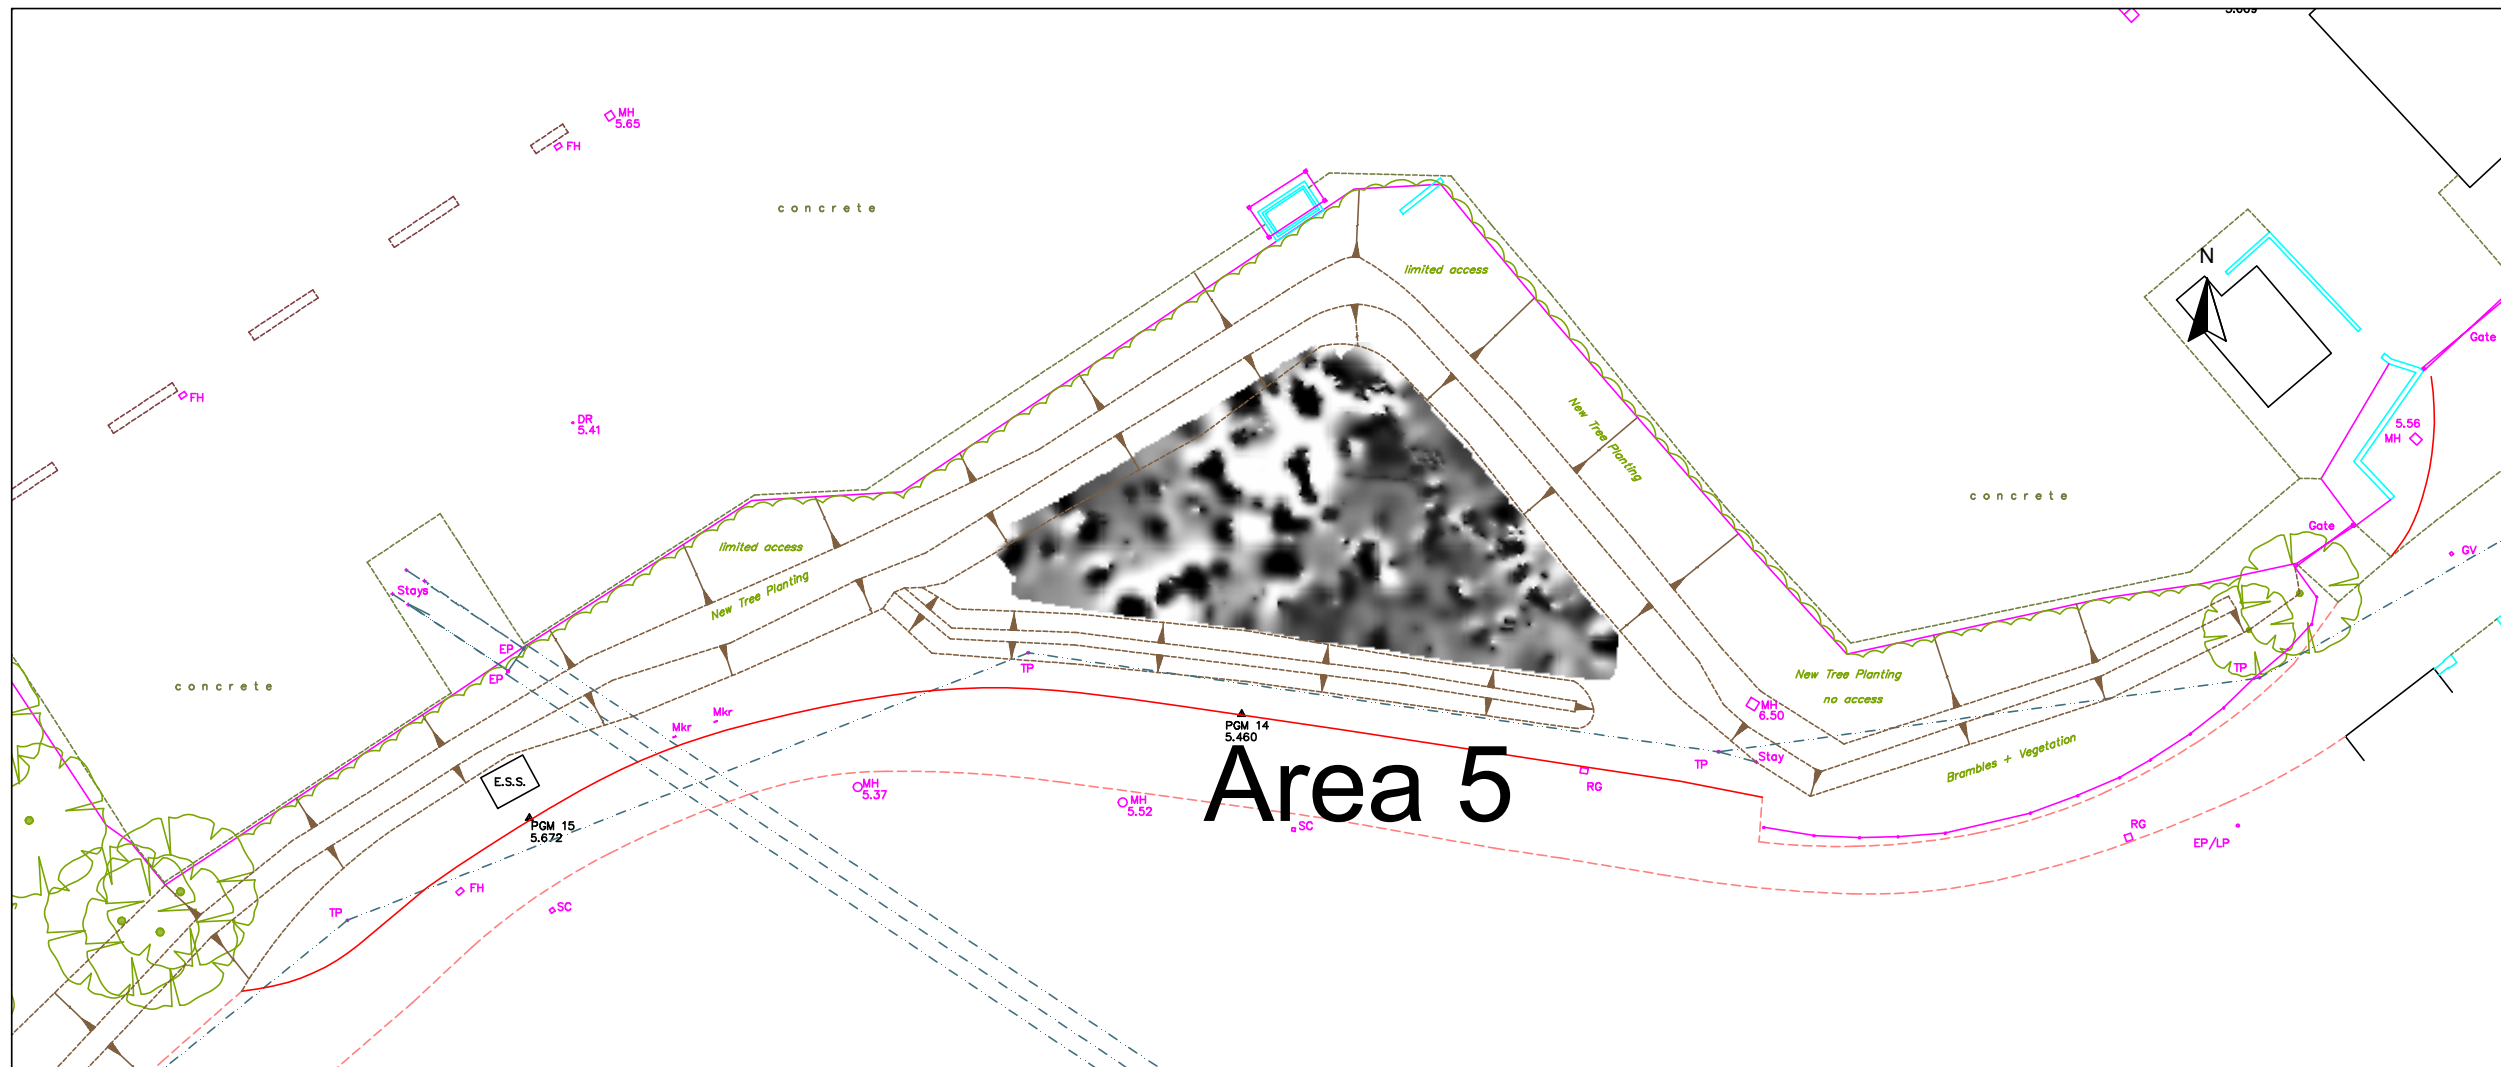 5.609
MH
5.65
FH
concrete
N
limited access
Gate
FH
DR
5.41
New Tree Planting
5.56
MH
concrete
Gate
limited access
GV
Stays
New Tree Planting
EP
EP
concrete
TP
TP
New Tree Planting
no access
Mkr
Mkr
MH
6.50
PGM 14
5.460
Area 5
Brambles + Vegetation
TP
Stay
E.S.S.
RG
MH
5.37
MH
5.52
SC
PGM 15
5.672
RG
EP/LP
FH
SC
TP